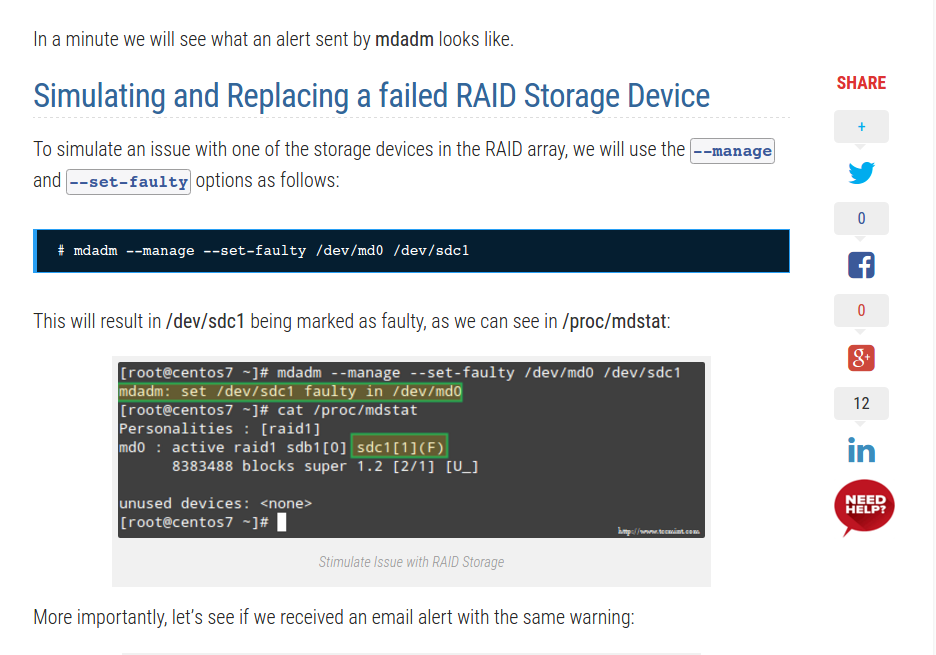 In a minute we will see what an alert sent by mdadm looks like.
Simulating and Replacing a failed RAID Storage Device
To simulate an issue with one of the storage devices in the RAID array, we will use the --manage
and --set-faulty options as follows:
# mdadm --manage --set-faulty /dev/md0 /dev/sdc1
This will result in /dev/sdc1 being marked as faulty, as we can see in /proc/mdstat:
[root@centos7 ~]# mdadm --manage --set-faulty /dev/md0 /dev/sdc1
mdadm: set /dev/sdc1 faulty in /dev/md0
[root@centos7 ~]# cat /proc/mdstat
Personalities : [raid1]
md0 : active raid1 sdb1[0] sdc1[1](F)
8383488 blocks super 1.2 [2/1] [U_]
unused devices: <none>
[root@centos7 ~]#
http://www.tecmint.com
Stimulate Issue with RAID Storage
More importantly, let's see if we received an email alert with the same warning:
SHARE
+
0
0
g+
12
in
NEED
HELP?